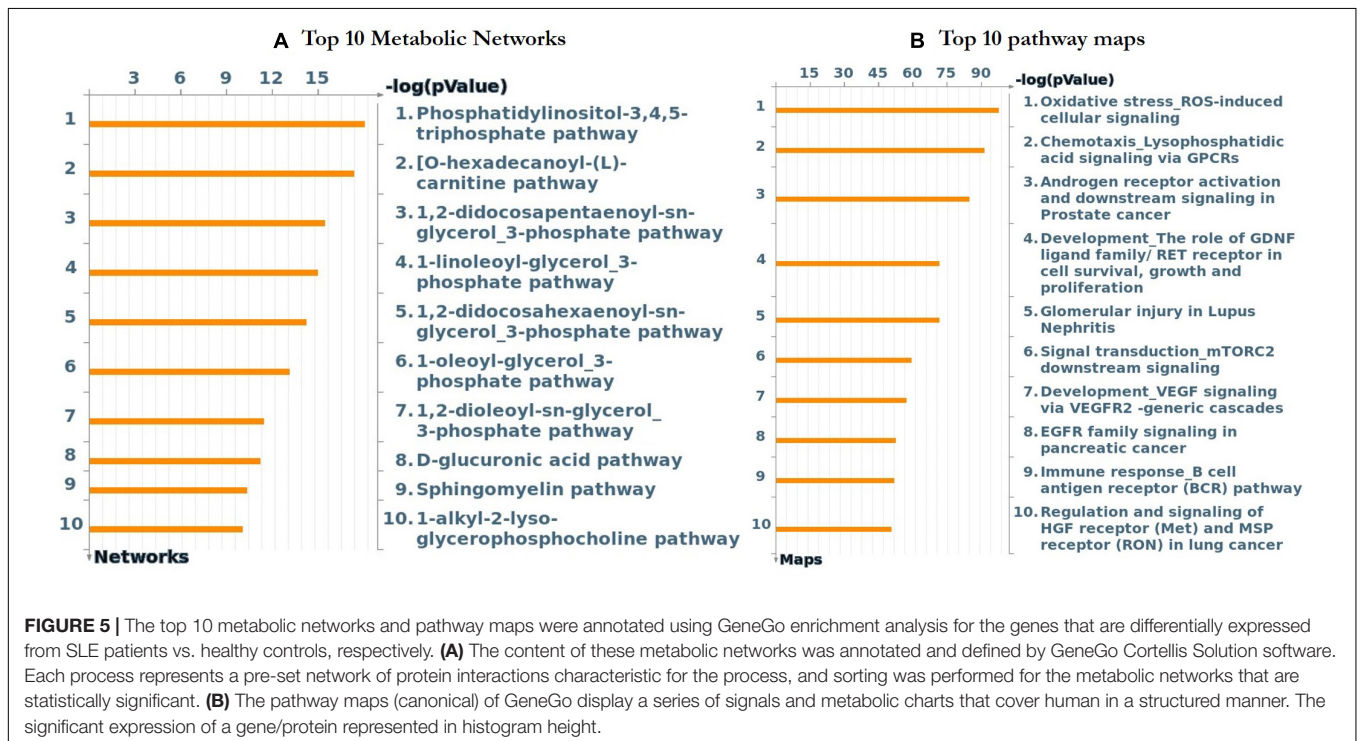 A Top 10 Metabolic Networks
3 6 9 12 15
-log(pValue)
1
2
3
4
5
6
7
8
9
10
Networks
1. Phosphatidylinositol-3,4,5-
triphosphate pathway
2. [O-hexadecanoyl-(L)-
carnitine pathway
3. 1,2-didocosapentaenoyl-sn-
glycerol_3-phosphate pathway
4. 1-linoleoyl-glycerol_3-
phosphate pathway
5. 1,2-didocosahexaenoyl-sn-
glycerol_3-phosphate pathway
6. 1-oleoyl-glycerol_3-
phosphate pathway
7. 1,2-dioleoyl-sn-glycerol_
3-phosphate pathway
8. D-glucuronic acid pathway
9. Sphingomyelin pathway
10. 1-alkyl-2-lyso-
glycerophosphocholine pathway
B Top 10 pathway maps
15 30 45 60 75 90
-log(pValue)
1
2
3
4
5
6
7
8
9
10
Maps
1. Oxidative stress_ROS-induced
cellular signaling
2. Chemotaxis_Lysophosphatidic
acid signaling via GPCRs
3. Androgen receptor activation
and downstream signaling in
Prostate cancer
4. Development_The role of GDNF
ligand family/ RET receptor in
cell survival, growth and
proliferation
5. Glomerular injury in Lupus
Nephritis
6. Signal transduction_mTORC2
downstream signaling
7. Development_VEGF signaling
via VEGFR2 -generic cascades
8. EGFR family signaling in
pancreatic cancer
9. Immune response_B cell
antigen receptor (BCR) pathway
10. Regulation and signaling of
HGF receptor (Met) and MSP
receptor (RON) in lung cancer
FIGURE 5 | The top 10 metabolic networks and pathway maps were annotated using GeneGo enrichment analysis for the genes that are differentially expressed
from SLE patients vs. healthy controls, respectively. (A) The content of these metabolic networks was annotated and defined by GeneGo Cortellis Solution software.
Each process represents a pre-set network of protein interactions characteristic for the process, and sorting was performed for the metabolic networks that are
statistically significant. (B) The pathway maps (canonical) of GeneGo display a series of signals and metabolic charts that cover human in a structured manner. The
significant expression of a gene/protein represented in histogram height.